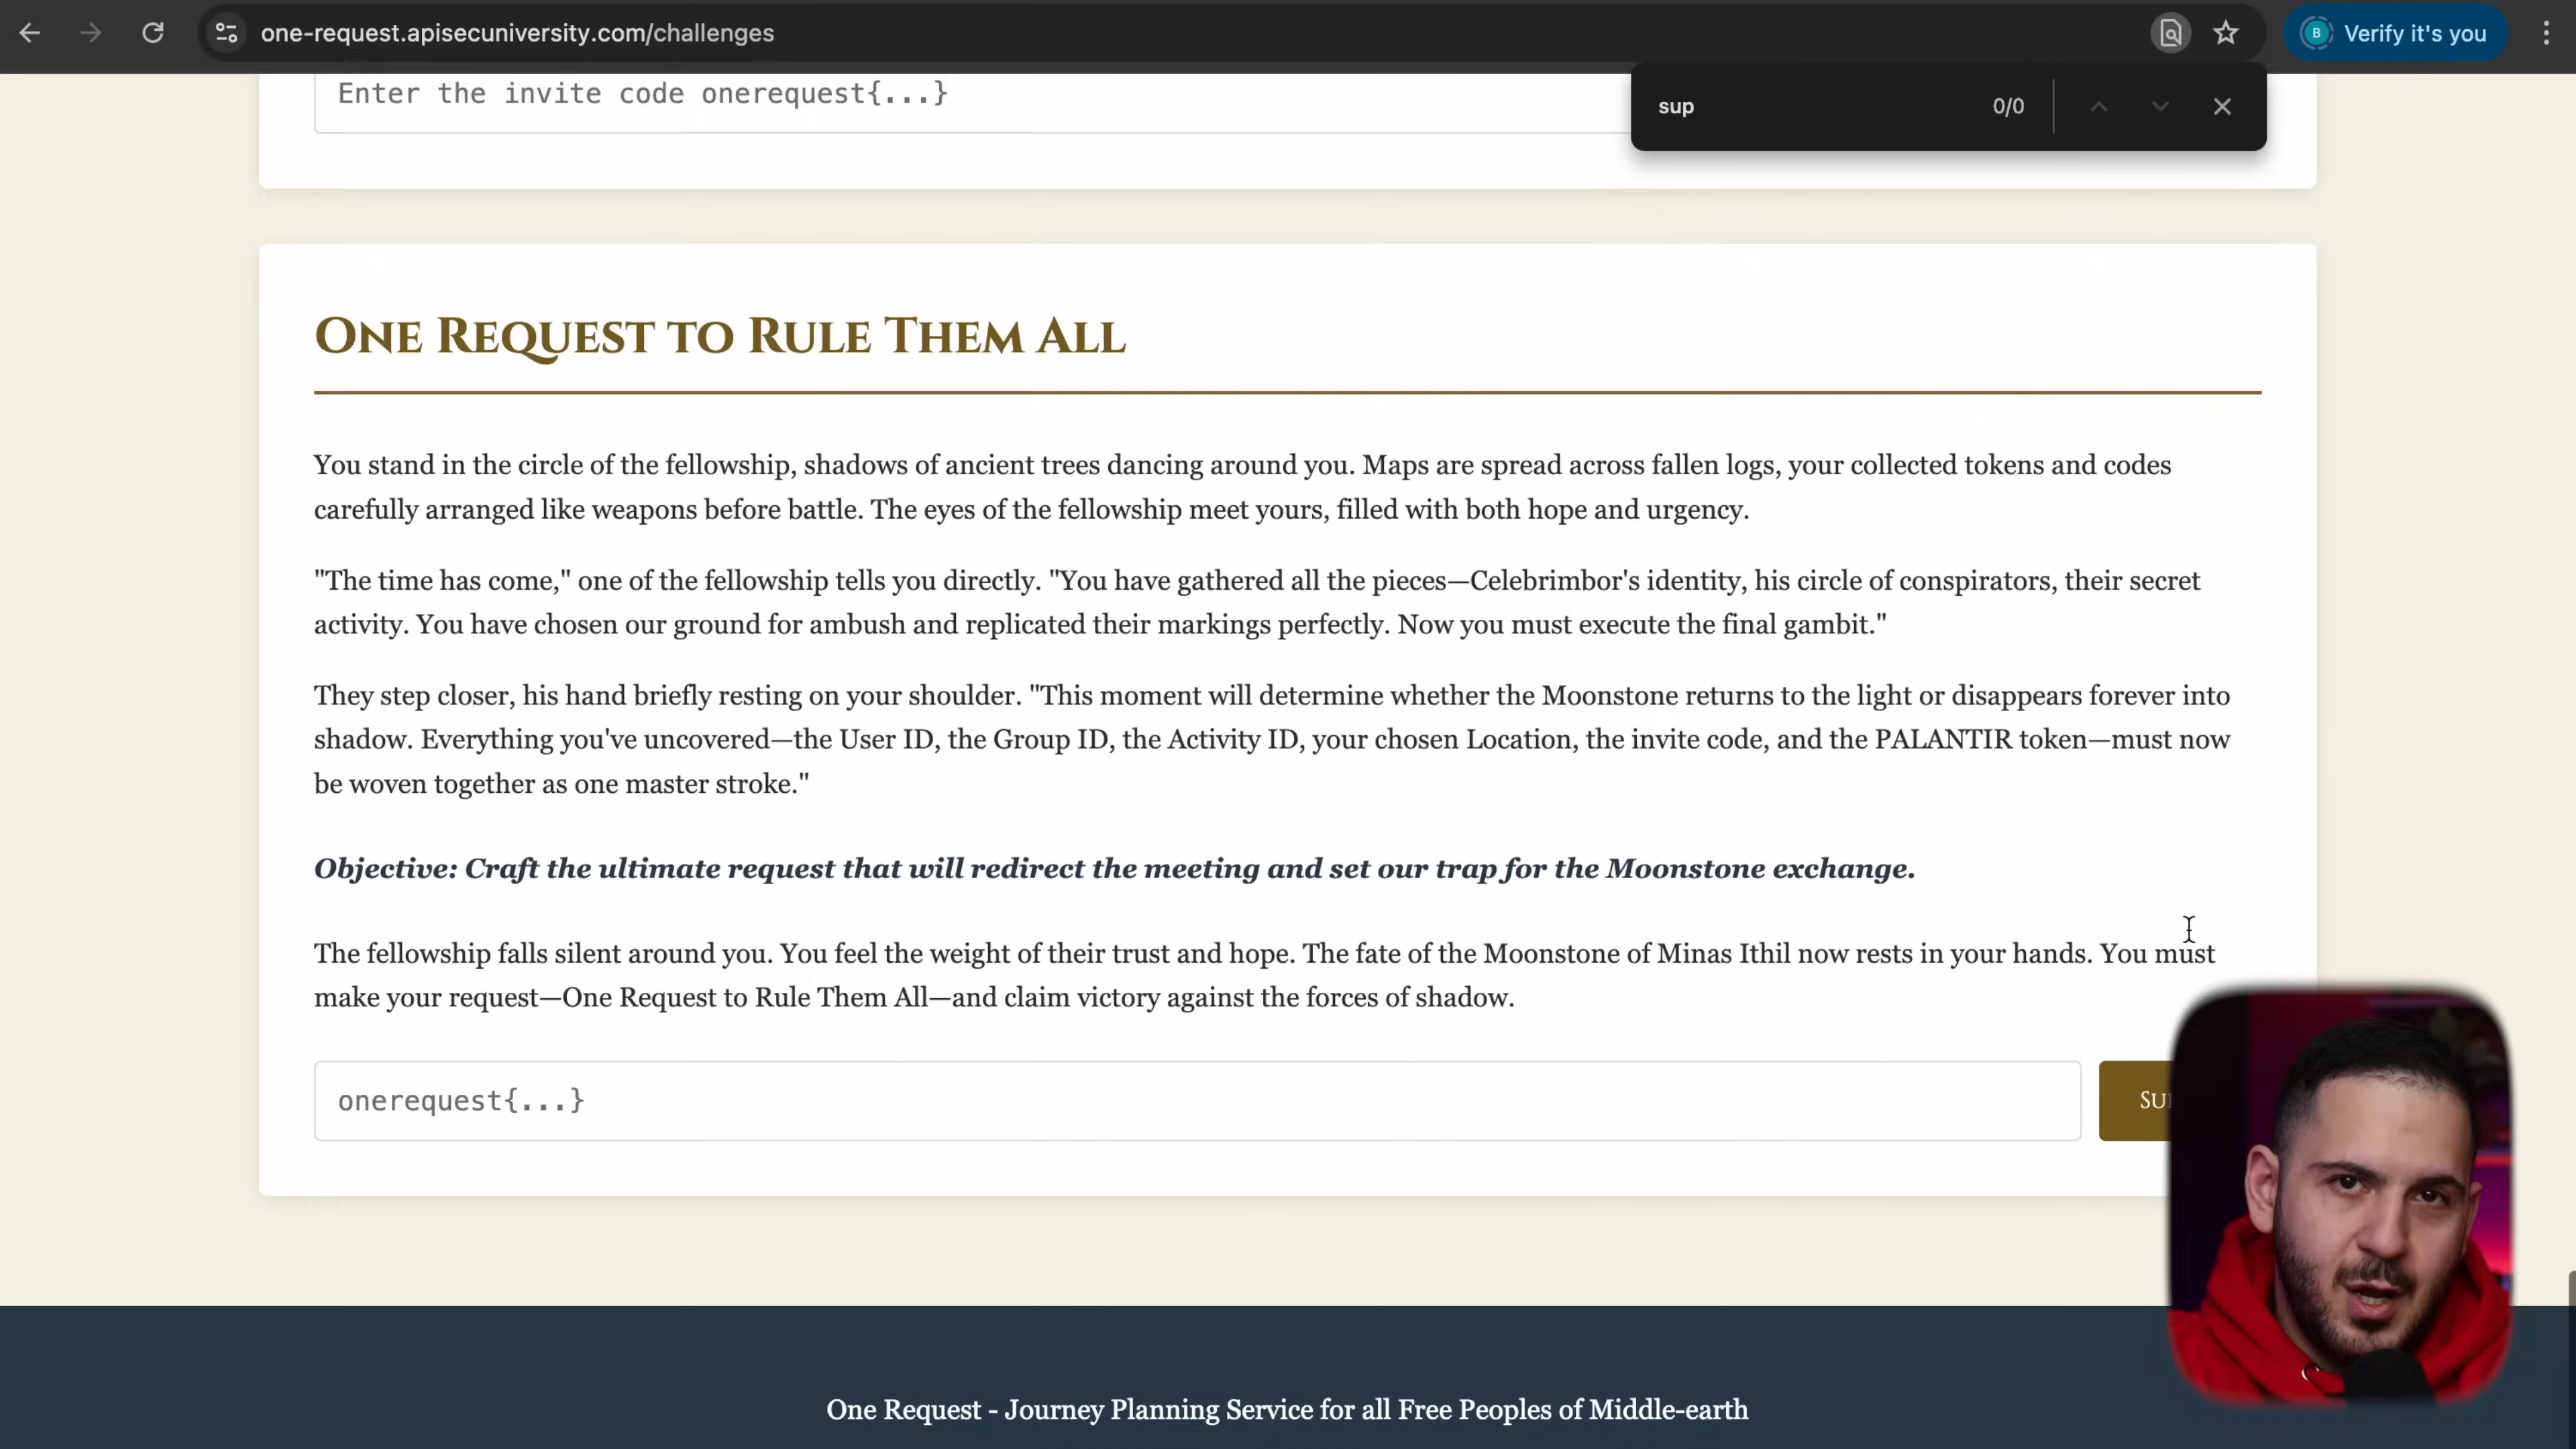 one-request.apisecuniversity.com/challenges
B
Verify it's you
Enter the invite code onerequest{...}
sup
0/0
One Request to Rule Them All
You stand in the circle of the fellowship, shadows of ancient trees dancing around you. Maps are spread across fallen logs, your collected tokens and codes
carefully arranged like weapons before battle. The eyes of the fellowship meet yours, filled with both hope and urgency.
"The time has come," one of the fellowship tells you directly. "You have gathered all the pieces—Celebrimbor's identity, his circle of conspirators, their secret
activity. You have chosen our ground for ambush and replicated their markings perfectly. Now you must execute the final gambit."
They step closer, his hand briefly resting on your shoulder. "This moment will determine whether the Moonstone returns to the light or disappears forever into
shadow. Everything you've uncovered—the User ID, the Group ID, the Activity ID, your chosen Location, the invite code, and the PALANTIR token—must now
be woven together as one master stroke."
Objective: Craft the ultimate request that will redirect the meeting and set our trap for the Moonstone exchange.
The fellowship falls silent around you. You feel the weight of their trust and hope. The fate of the Moonstone of Minas Ithil now rests in your hands. You must
make your request—One Request to Rule Them All—and claim victory against the forces of shadow.
onerequest{...}
One Request - Journey Planning Service for all Free Peoples of Middle-earth